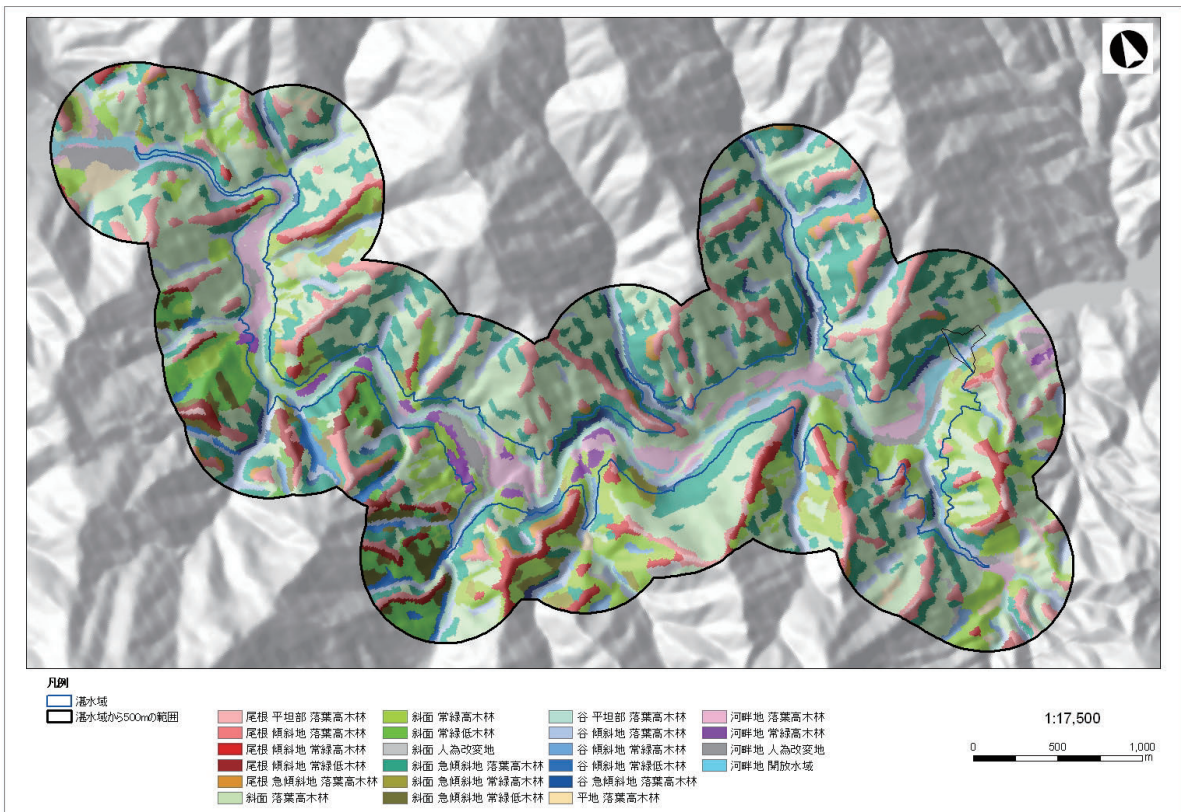 凡例
湛水域
湛水域から500mの範囲
尾根 平坦部 落葉高木林
尾根 傾斜地 落葉高木林
尾根 傾斜地 常緑高木林
尾根 傾斜地 常緑低木林
尾根 急傾斜地 落葉高木林
斜面 落葉高木林
斜面 常緑高木林
斜面 常緑低木林
斜面 人為改変地
斜面 急傾斜地 落葉高木林
斜面 急傾斜地 常緑高木林
斜面 急傾斜地 常緑低木林
谷 平坦部 落葉高木林
谷 傾斜地 落葉高木林
谷 傾斜地 常緑高木林
谷 傾斜地 常緑低木林
谷 急傾斜地 落葉高木林
平地 落葉高木林
河畔地 落葉高木林
河畔地 常緑高木林
河畔地 人為改変地
河畔地 開放水域
1:17,500
0 500 1,000
m